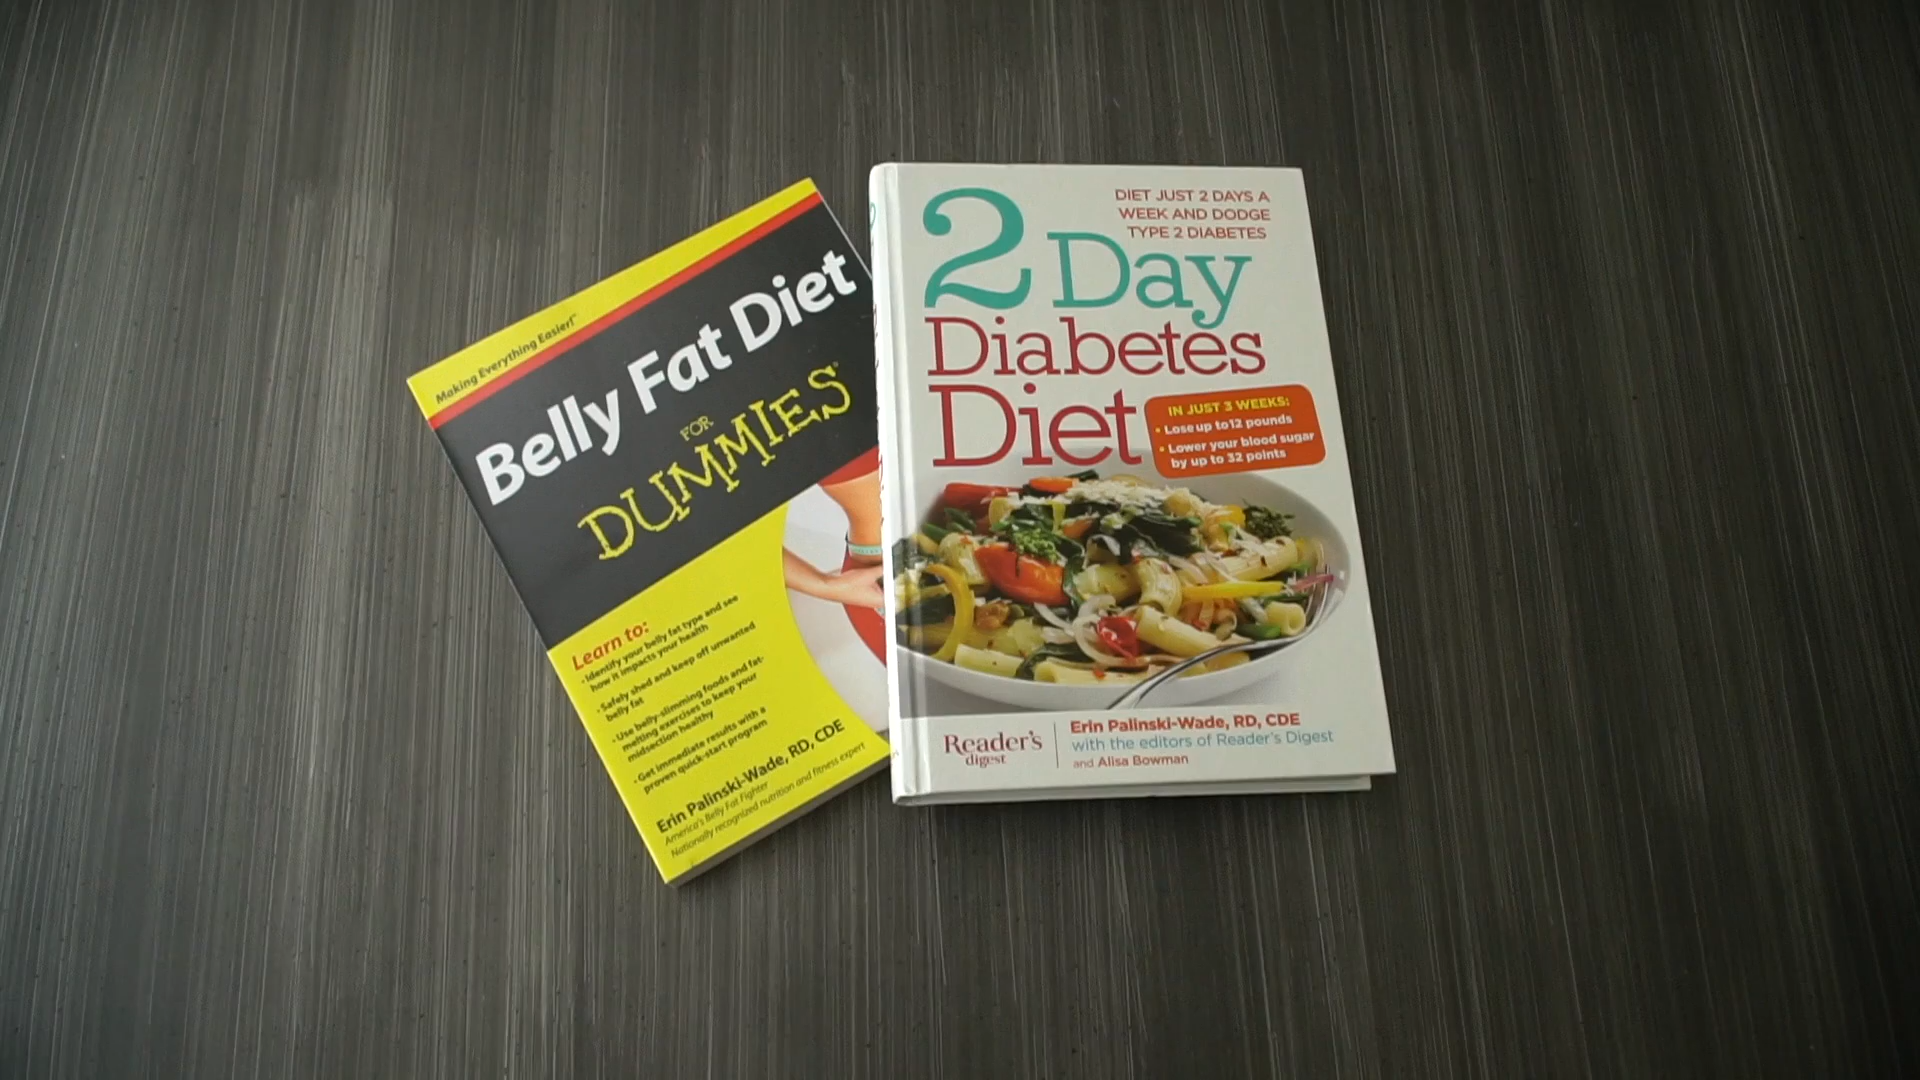 Making Everything Easier!™
Belly Fat Diet
FOR
DUMMIES
Learn to:
• Identify your belly fat type and see
how it impacts your health
• Safely shed and keep off unwanted
belly fat
• Use belly-slimming foods and fat-
melting exercises to keep your
midsection healthy
• Get immediate results with a
proven quick-start program
Erin Palinski-Wade, RD, CDE
America's Belly Fat Fighter
Nationally recognized nutrition and fitness expert
DIET JUST 2 DAYS A
WEEK AND DODGE
TYPE 2 DIABETES
2 Day
Diabetes
Diet
IN JUST 3 WEEKS:
• Lose up to 12 pounds
• Lower your blood sugar
by up to 32 points
Reader's
digest
Erin Palinski-Wade, RD, CDE
with the editors of Reader's Digest
and Alisa Bowman